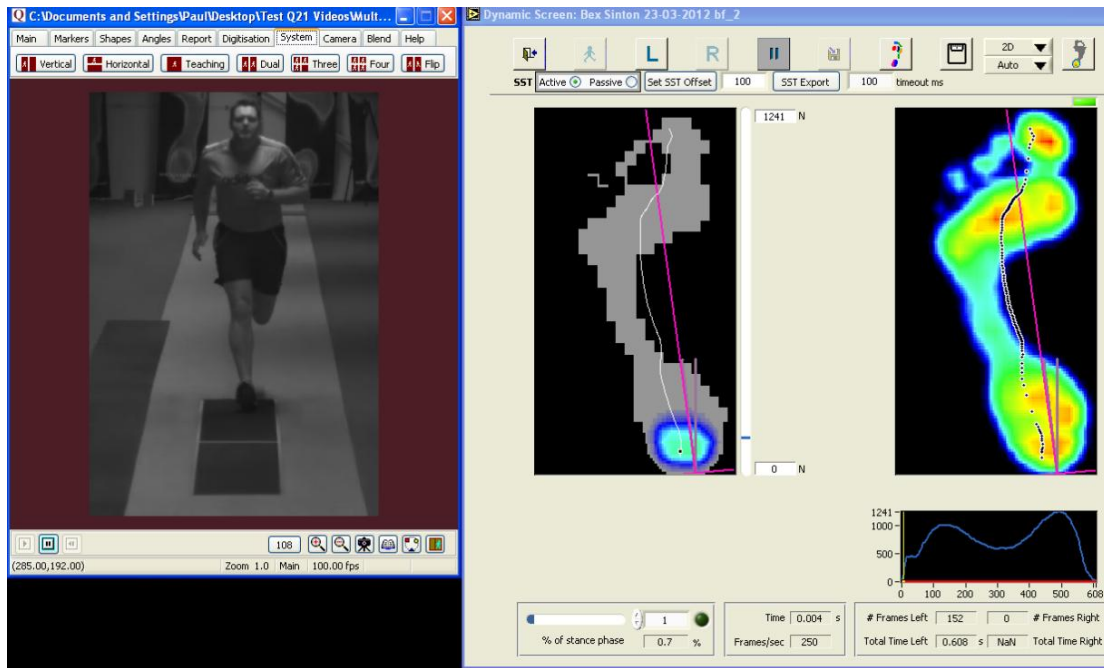 C:\Documents and Settings\Paul\Desktop\Test Q21 Videos\Mult...
Main Markers Shapes Angles Report Digitisation System Camera Blend Help
Vertical Horizontal Teaching Dual Three Four Flip
108
(285.00,192.00) Zoom 1.0 Main 100.00 fps
Dynamic Screen: Bex Sinton 23-03-2012 bf_2
L R 2D
Auto
SST Active Passive Set SST Offset 100 SST Export 100 timeout ms
1241 N
0 N
1241
1000
500
0
0 100 200 300 400 500 608
1
% of stance phase 0.7 %
Time 0.004 s
Frames/sec 250
# Frames Left 152 0 # Frames Right
Total Time Left 0.608 s NaN Total Time Right